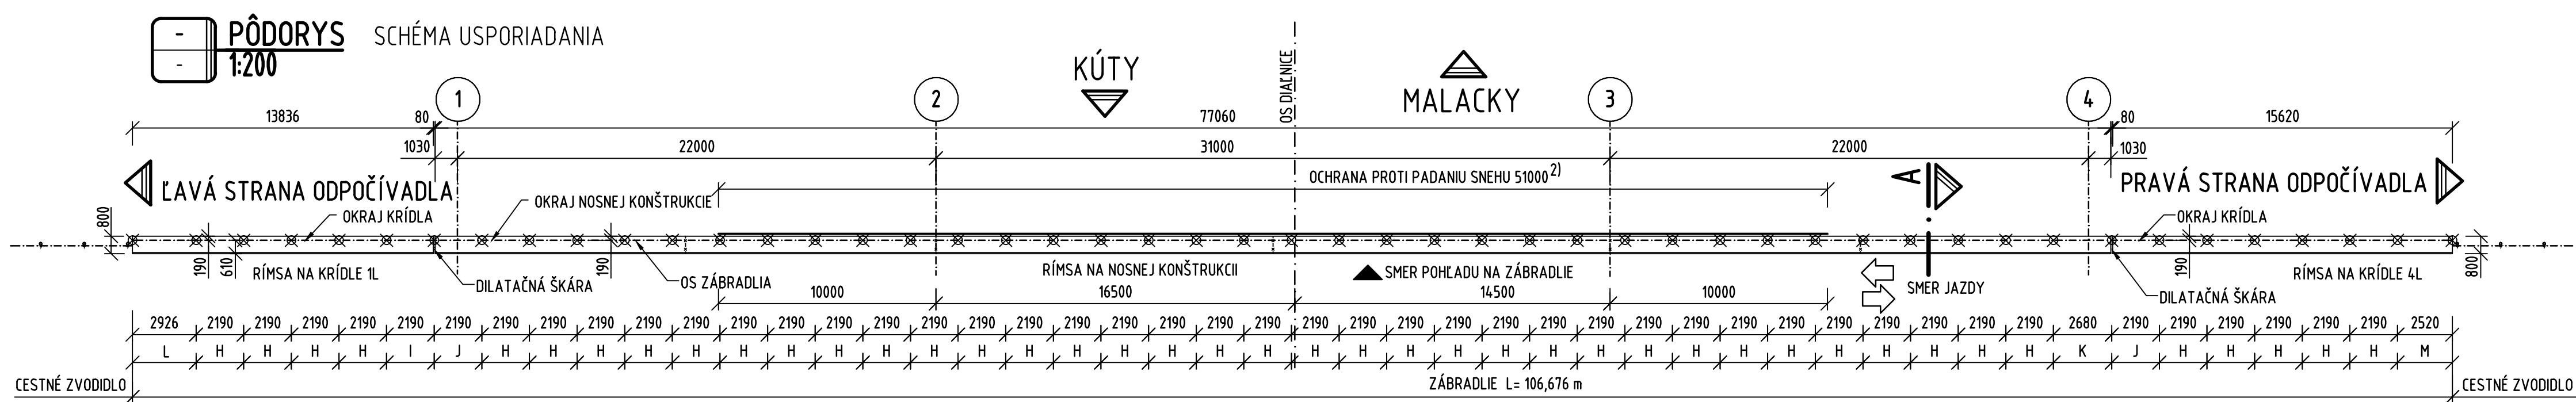 -
-
PÔDORYS
1:200
SCHÉMA USPORIADANIA
KÚTY
OS DIAĽNICE
MALACKY
1
2
3
4
13836
80
77060
80
15620
1030
22000
31000
22000
1030
OCHRANA PROTI PADANIU SNEHU 51000 2)
A
ĽAVÁ STRANA ODPOČÍVADLA
PRAVÁ STRANA ODPOČÍVADLA
OKRAJ NOSNEJ KONŠTRUKCIE
OKRAJ KRÍDLA
OKRAJ KRÍDLA
800
190
610
190
190
800
RÍMSA NA KRÍDLE 1L
DILATAČNÁ ŠKÁRA
OS ZÁBRADLIA
RÍMSA NA NOSNEJ KONŠTRUKCII
SMER POHĽADU NA ZÁBRADLIE
SMER JAZDY
DILATAČNÁ ŠKÁRA
RÍMSA NA KRÍDLE 4L
10000
16500
14500
10000
2926 2190 2190 2190 2190 2190 2190 2190 2190 2190 2190 2190 2190 2190 2190 2190 2190 2190 2190 2190 2190 2190 2190 2190 2190 2190 2190 2190 2190 2190 2190 2190 2190 2190 2190 2190 2190 2190 2190 2190 2680 2190 2190 2190 2190 2190 2190 2520
L H H H H I J H H H H H H H H H H H H H H H H H H H H H H H H H H H H H H H H H K J H H H H H M
CESTNÉ ZVODIDLO
ZÁBRADLIE L= 106,676 m
CESTNÉ ZVODIDLO